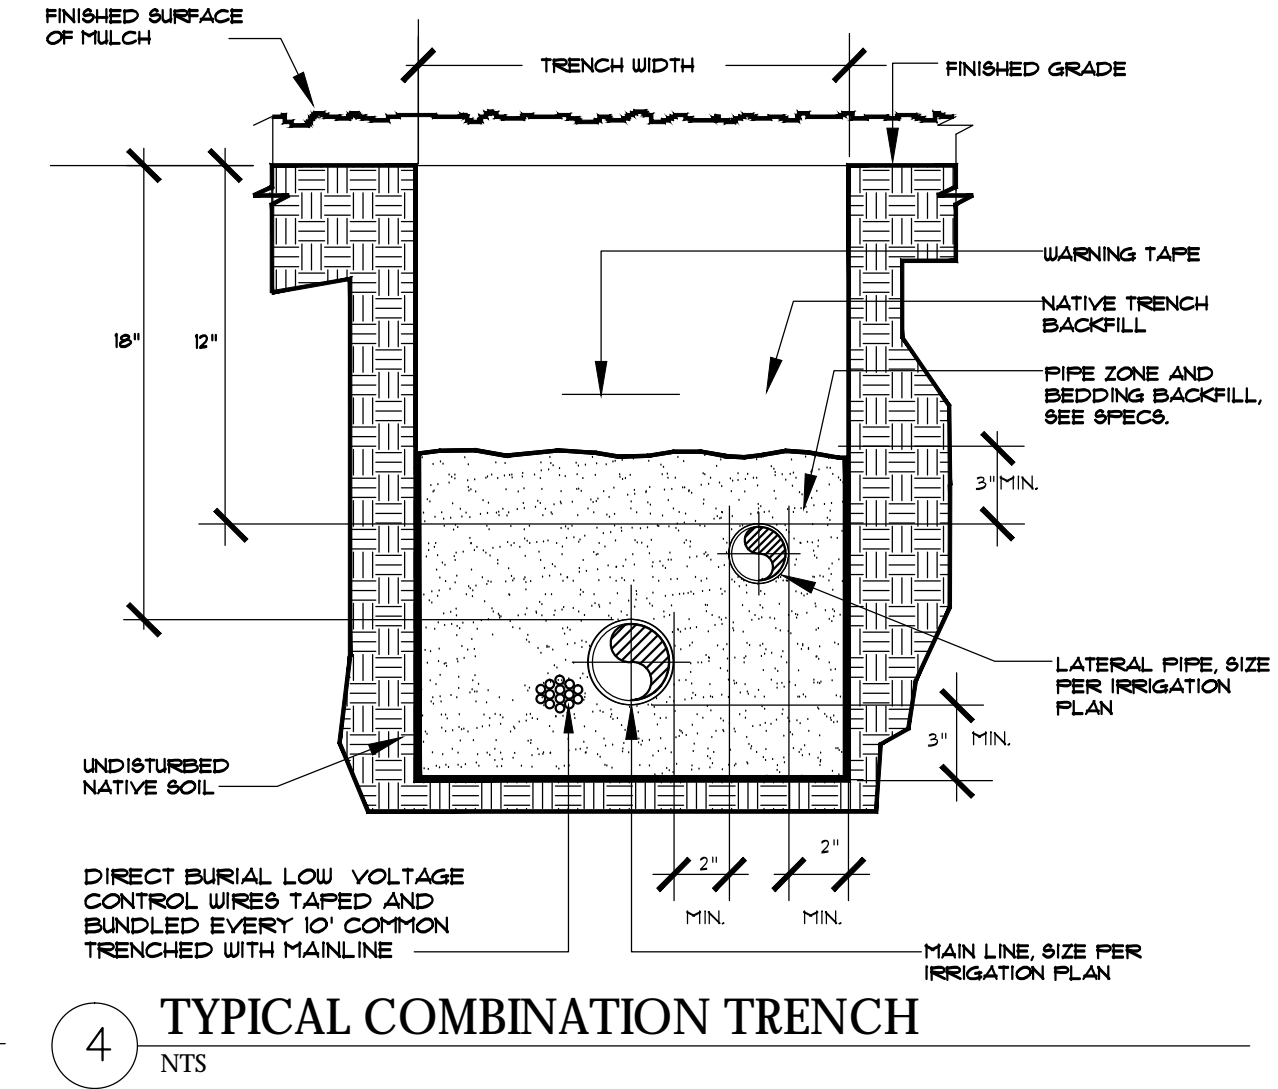 FINISHED SURFACE
OF MULCH
TRENCH WIDTH
FINISHED GRADE
WARNING TAPE
NATIVE TRENCH
BACKFILL
18"
12"
PIPE ZONE AND
BEDDING BACKFILL,
SEE SPECS.
3" MIN.
LATERAL PIPE, SIZE
PER IRRIGATION
PLAN
3" MIN.
UNDISTURBED
NATIVE SOIL
2"
MIN.
2"
MIN.
DIRECT BURIAL LOW VOLTAGE
CONTROL WIRES TAPED AND
BUNDLED EVERY 10' COMMON
TRENCHED WITH MAINLINE
MAIN LINE, SIZE PER
IRRIGATION PLAN
4
TYPICAL COMBINATION TRENCH
NTS